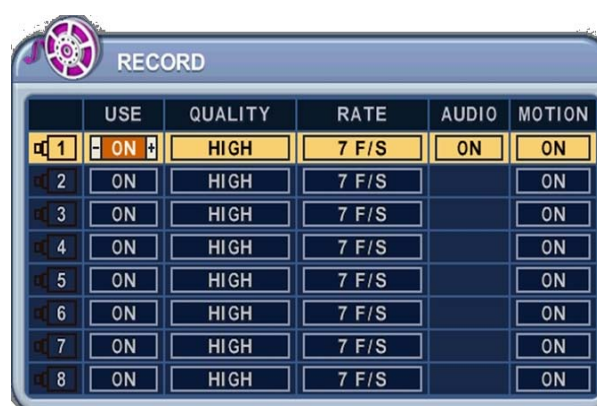 RECORD
USE QUALITY RATE AUDIO MOTION
1 - ON + HIGH 7 F/S ON ON
2 ON HIGH 7 F/S ON
3 ON HIGH 7 F/S ON
4 ON HIGH 7 F/S ON
5 ON HIGH 7 F/S ON
6 ON HIGH 7 F/S ON
7 ON HIGH 7 F/S ON
8 ON HIGH 7 F/S ON